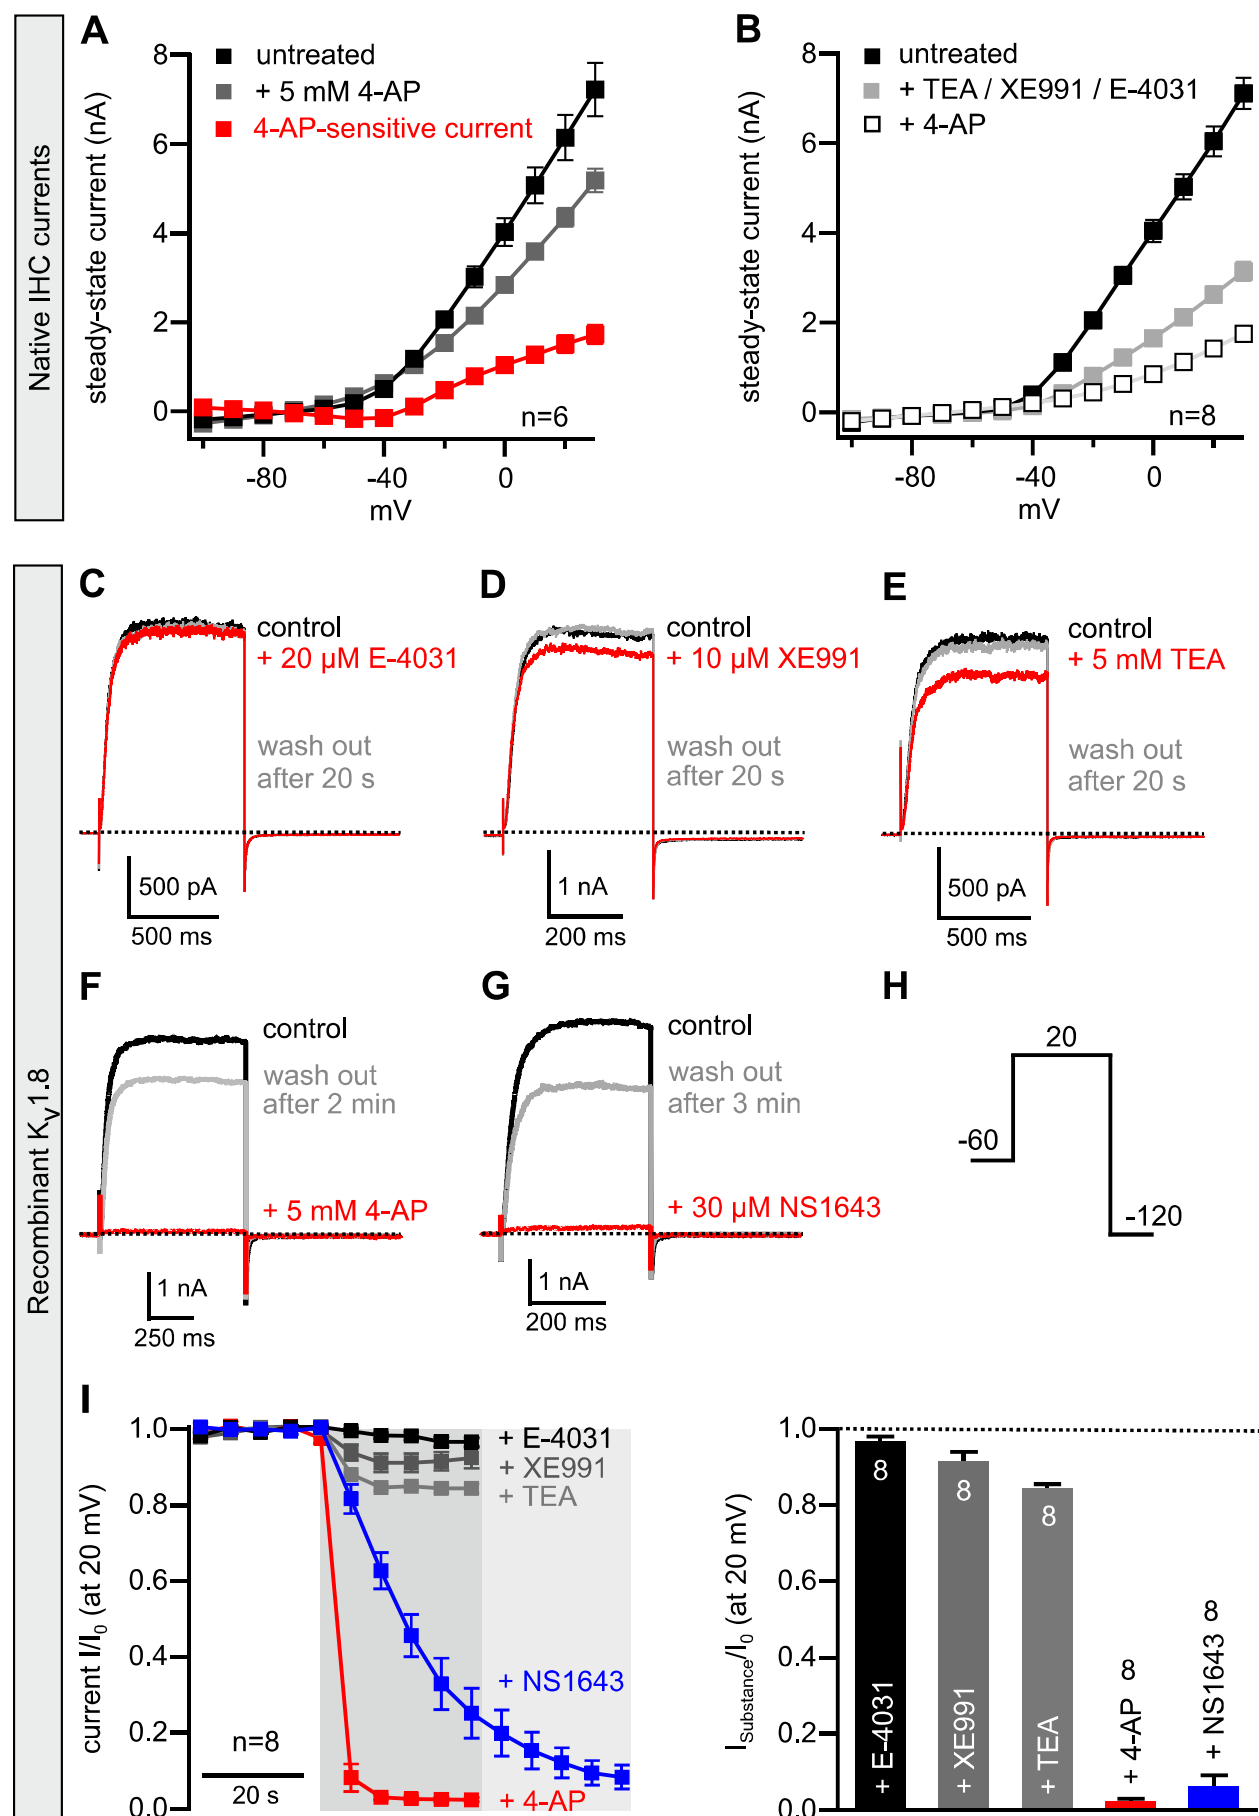 Native IHC currents
A
untreated
+ 5 mM 4-AP
4-AP-sensitive current
steady-state current (nA)
8
6
4
2
0
n=6
-80
-40
0
mV
B
untreated
+ TEA / XE991 / E-4031
+ 4-AP
steady-state current (nA)
8
6
4
2
0
n=8
-80
-40
0
mV
Recombinant KV1.8
C
control
+ 20 µM E-4031
wash out
after 20 s
500 pA
500 ms
D
control
+ 10 µM XE991
wash out
after 20 s
1 nA
200 ms
E
control
+ 5 mM TEA
wash out
after 20 s
500 pA
500 ms
F
control
wash out
after 2 min
+ 5 mM 4-AP
1 nA
250 ms
G
control
wash out
after 3 min
+ 30 µM NS1643
1 nA
200 ms
H
20
-60
-120
I
current I/I0 (at 20 mV)
1.0
0.8
0.6
0.4
0.2
0.0
+ E-4031
+ XE991
+ TEA
+ NS1643
+ 4-AP
n=8
20 s
ISubstance/I0 (at 20 mV)
1.0
0.8
0.6
0.4
0.2
0.0
8
+ E-4031
8
+ XE991
8
+ TEA
8
+ 4-AP
8
+ NS1643